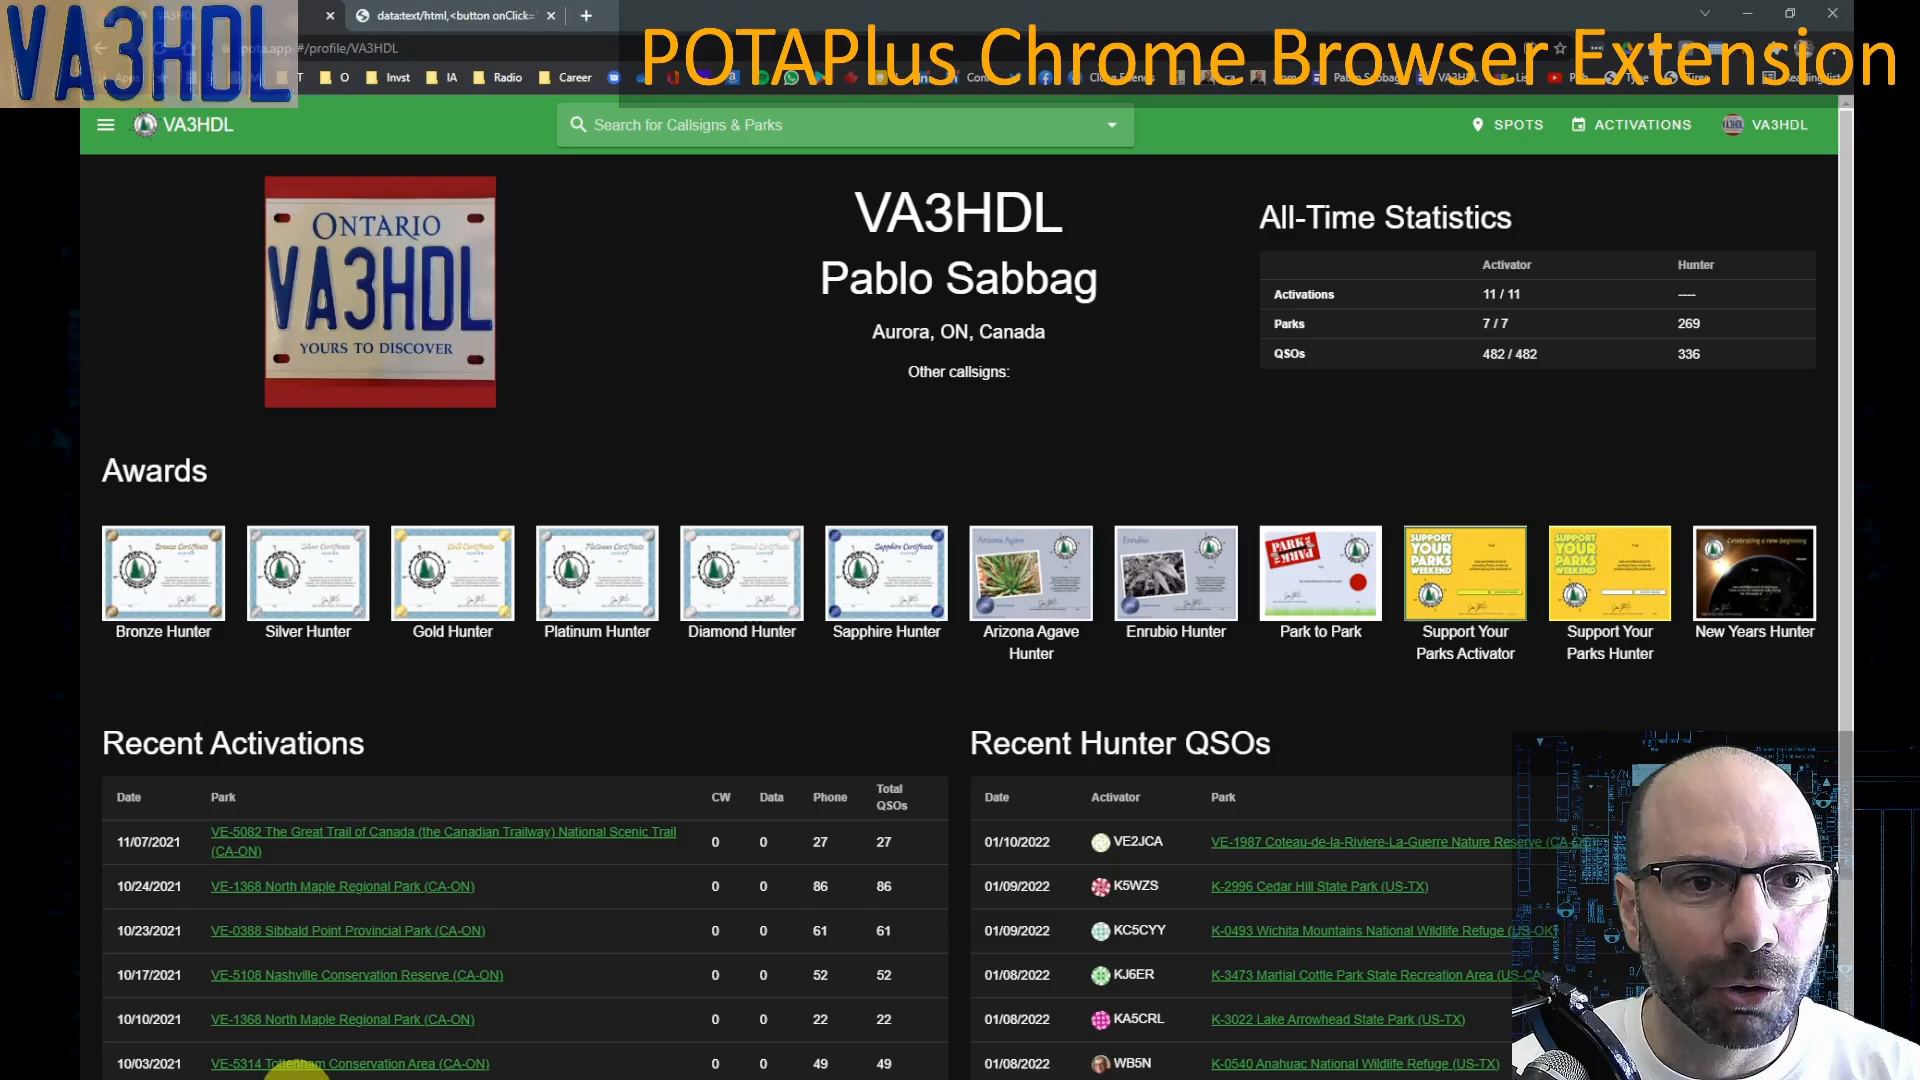 VA3HDL
POTAPlus Chrome Browser Extension
data:text/html,<button onClick='
pota.app/#/profile/VA3HDL
T
O
Invst
IA
Radio
Career
VA3HDL
Search for Callsigns & Parks
SPOTS
ACTIVATIONS
VA3HDL
ONTARIO
VA3HDL
YOURS TO DISCOVER
VA3HDL
Pablo Sabbag
Aurora, ON, Canada
Other callsigns:
All-Time Statistics
Activator Hunter
Activations 11 / 11 ----
Parks 7 / 7 269
QSOs 482 / 482 336
Awards
Bronze Hunter
Silver Hunter
Gold Hunter
Platinum Hunter
Diamond Hunter
Sapphire Hunter
Arizona Agave
Hunter
Enrubio Hunter
Park to Park
Support Your
Parks Activator
Support Your
Parks Hunter
New Years Hunter
Recent Activations
Date Park CW Data Phone Total
QSOs
11/07/2021 VE-5082 The Great Trail of Canada (the Canadian Trailway) National Scenic Trail
(CA-ON) 0 0 27 27
10/24/2021 VE-1368 North Maple Regional Park (CA-ON) 0 0 86 86
10/23/2021 VE-0388 Sibbald Point Provincial Park (CA-ON) 0 0 61 61
10/17/2021 VE-5108 Nashville Conservation Reserve (CA-ON) 0 0 52 52
10/10/2021 VE-1368 North Maple Regional Park (CA-ON) 0 0 22 22
10/03/2021 VE-5314 Tottenham Conservation Area (CA-ON) 0 0 49 49
Recent Hunter QSOs
Date Activator Park
01/10/2022 VE2JCA VE-1987 Coteau-de-la-Riviere-La-Guerre Nature Reserve
01/09/2022 K5WZS K-2996 Cedar Hill State Park (US-TX)
01/09/2022 KC5CYY K-0493 Wichita Mountains National Wildlife Refuge (US-OK)
01/08/2022 KJ6ER K-3473 Martial Cottle Park State Recreation Area (US-CA)
01/08/2022 KA5CRL K-3022 Lake Arrowhead State Park (US-TX)
01/08/2022 WB5N K-0540 Anahuac National Wildlife Refuge (US-TX)